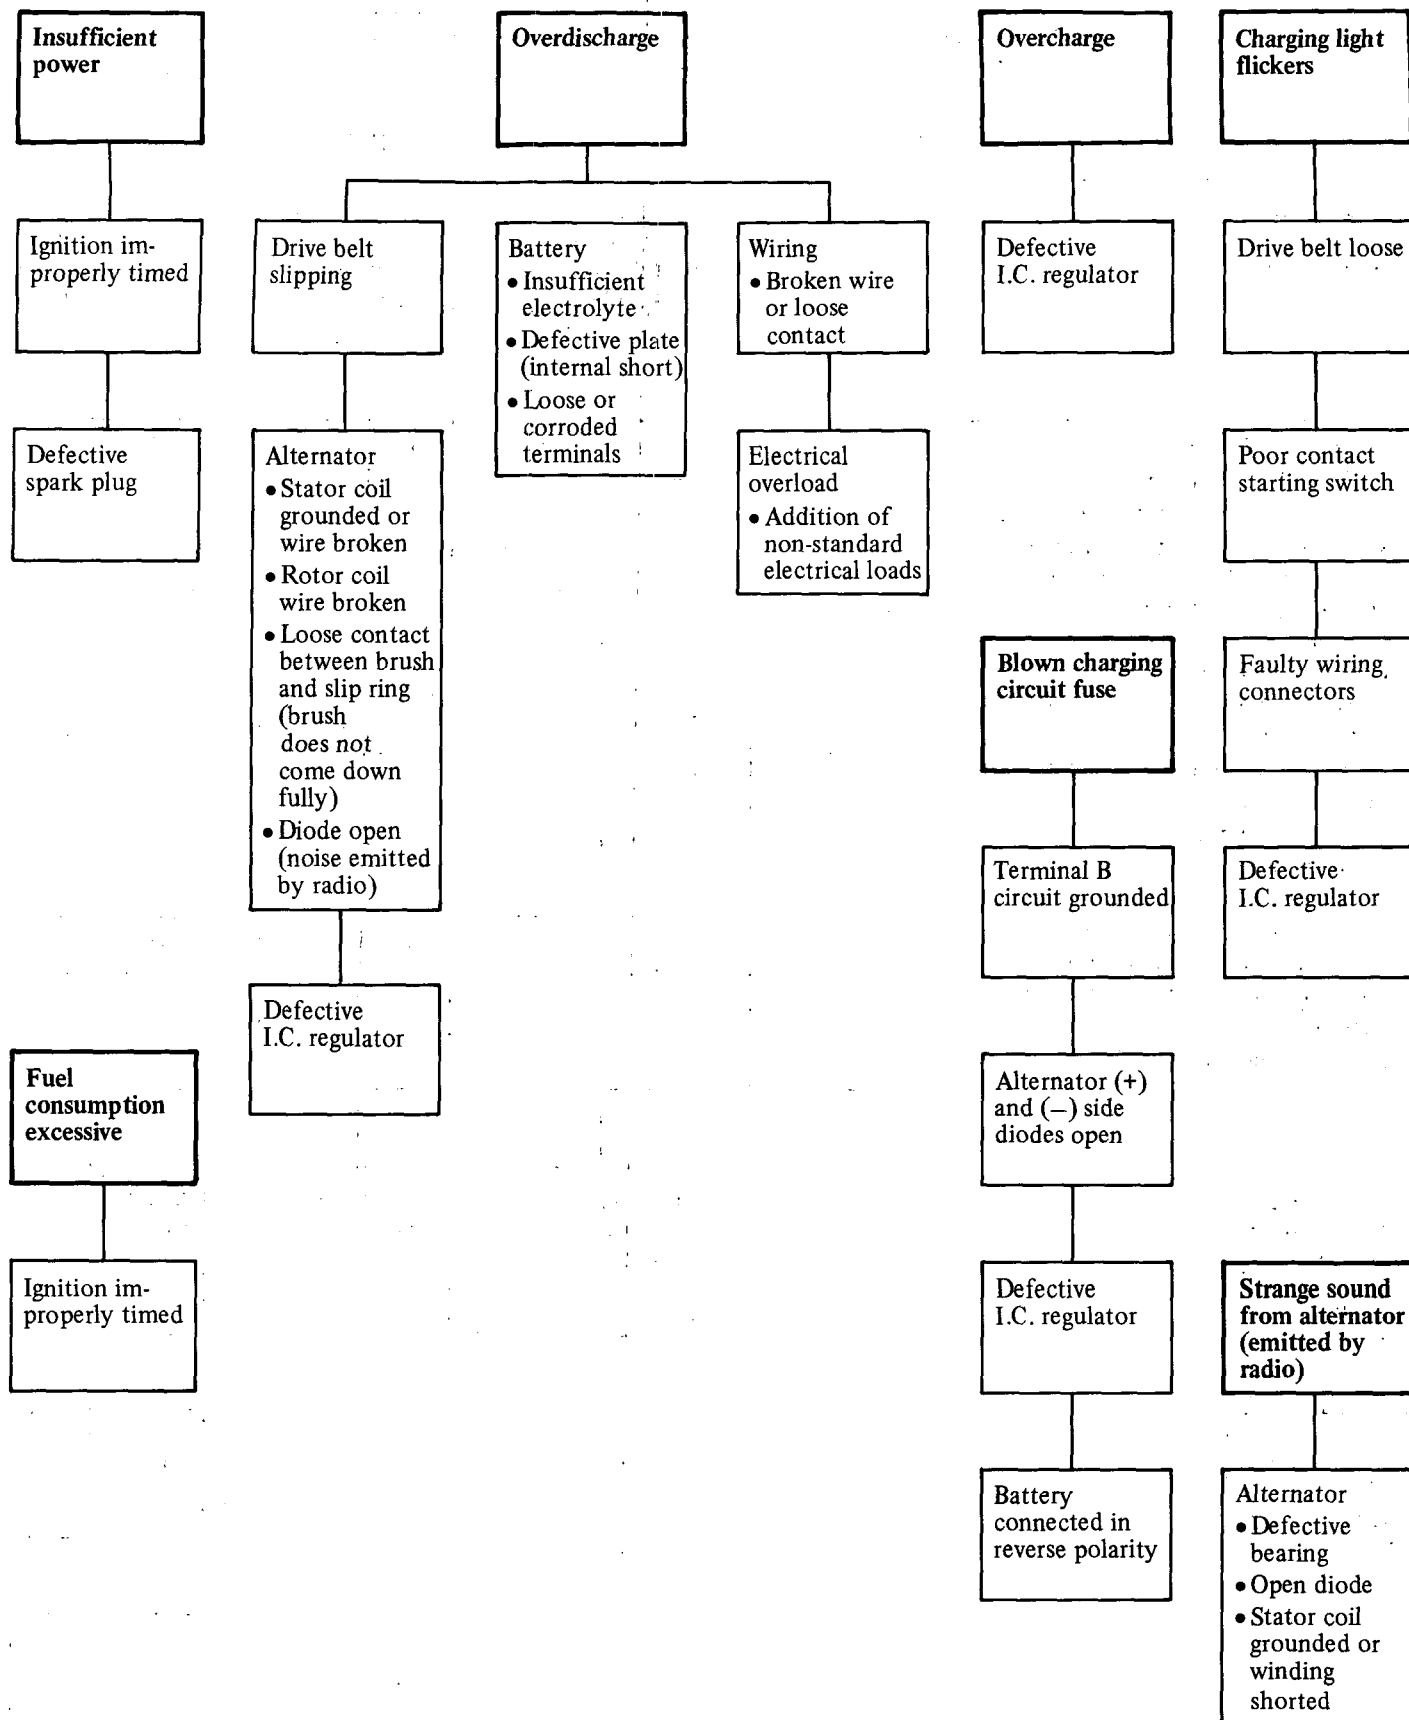 Insufficient
power
Ignition im-
properly timed
Defective
spark plug
Fuel
consumption
excessive
Ignition im-
properly timed
Overdischarge
Drive belt
slipping
Alternator
• Stator coil
grounded or
wire broken
• Rotor coil
wire broken
• Loose contact
between brush
and slip ring
(brush
does not
come down
fully)
• Diode open
(noise emitted
by radio)
Defective
I.C. regulator
Battery
• Insufficient
electrolyte
• Defective plate
(internal short)
• Loose or
corroded
terminals
Wiring
• Broken wire
or loose
contact
Electrical
overload
• Addition of
non-standard
electrical loads
Overcharge
Defective
I.C. regulator
Blown charging
circuit fuse
Terminal B
circuit grounded
Alternator (+)
and (–) side
diodes open
Defective
I.C. regulator
Battery
connected in
reverse polarity
Charging light
flickers
Drive belt loose
Poor contact
starting switch
Faulty wiring
connectors
Defective
I.C. regulator
Strange sound
from alternator
(emitted by
radio)
Alternator
• Defective
bearing
• Open diode
• Stator coil
grounded or
winding
shorted